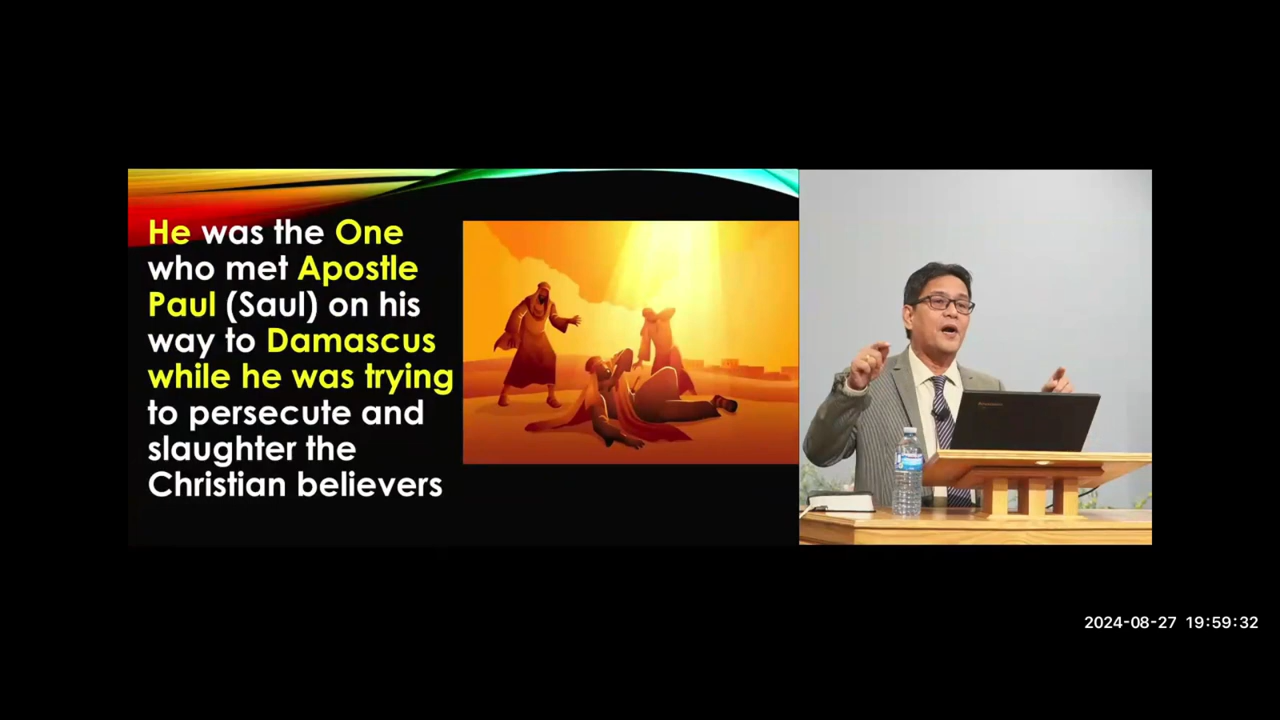 He was the One
who met Apostle
Paul (Saul) on his
way to Damascus
while he was trying
to persecute and
slaughter the
Christian believers
2024-08-27 19:59:32